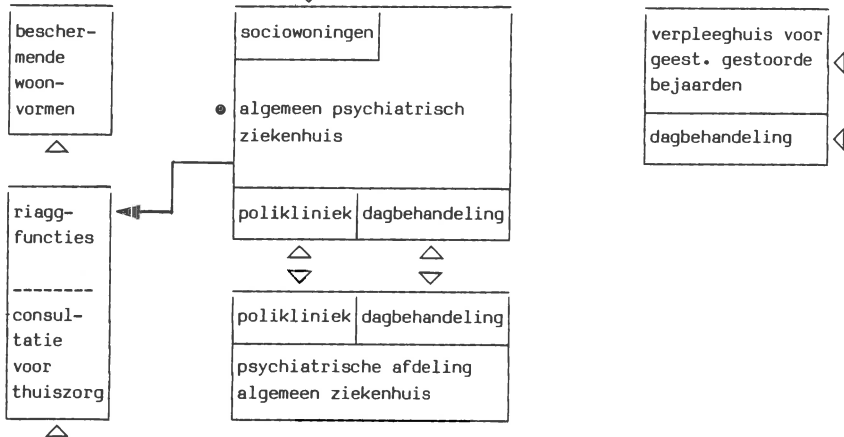 bescher-
mende
woon-
vormen
sociowoningen
algemeen psychiatrisch
ziekenhuis
polikliniek dagbehandeling
verpleeghuis voor
geest. gestoorde
bejaarden
dagbehandeling
riagg-
functies
--------
consul-
tatie
voor
thuiszorg
polikliniek dagbehandeling
psychiatrische afdeling
algemeen ziekenhuis